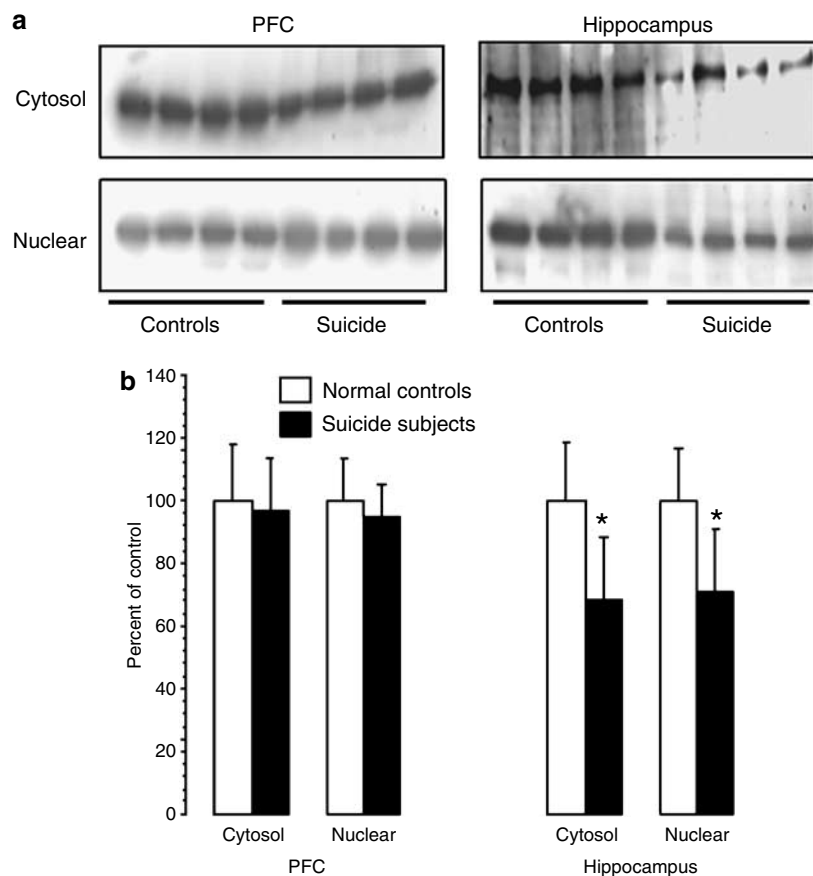 a
PFC Hippocampus
Cytosol
Nuclear
Controls Suicide Controls Suicide
b
Normal controls
Suicide subjects
Percent of control
140
120
100
80
60
40
20
0
* *
Cytosol Nuclear Cytosol Nuclear
PFC Hippocampus